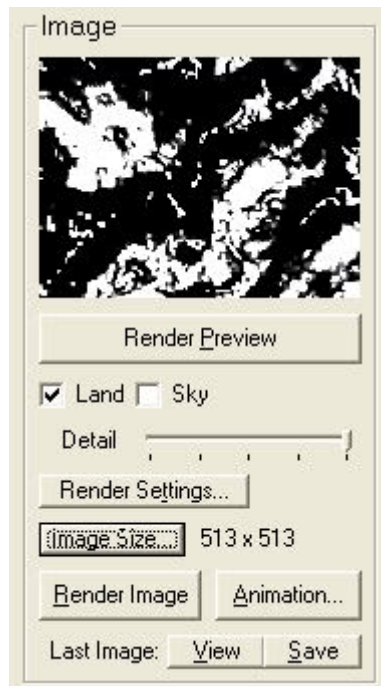 Image
Render Preview
Land Sky
Detail
Render Settings...
Image Size... 513 x 513
Render Image Animation...
Last Image: View Save